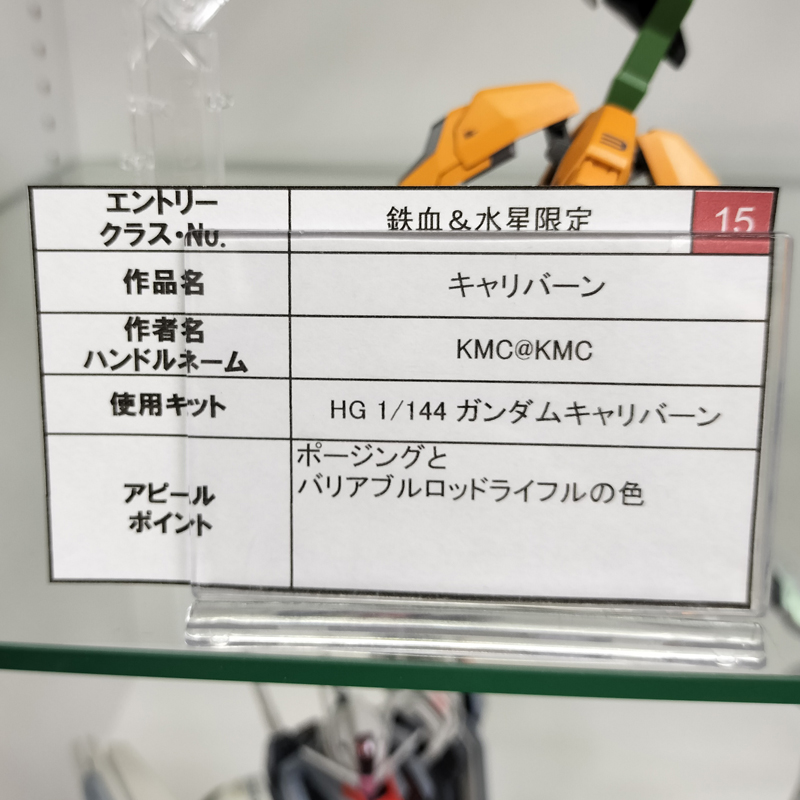 エントリー
クラス・No.
鉄血＆水星限定
15
作品名
キャリバーン
作者名
ハンドルネーム
KMC@KMC
使用キット
HG 1/144 ガンダムキャリバーン
アピール
ポイント
ポージングと
バリアブルロッドライフルの色